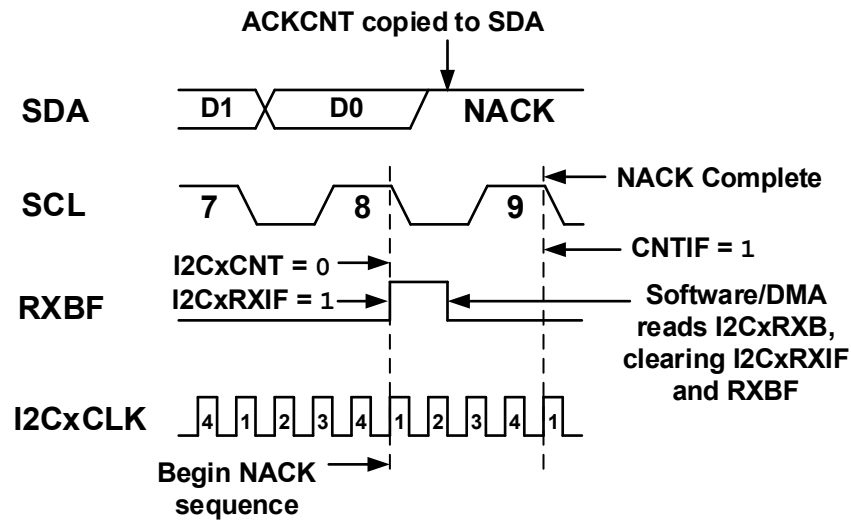 ACKCNT copied to SDA
SDA
D1
D0
NACK
SCL
7
8
9
NACK Complete
I2CxCNT = 0
CNTIF = 1
RXBF
I2CxRXIF = 1
Software/DMA
reads I2CxRXB,
clearing I2CxRXIF
and RXBF
I2CxCLK
4 1 2 3 4 1 2 3 4 1
Begin NACK
sequence